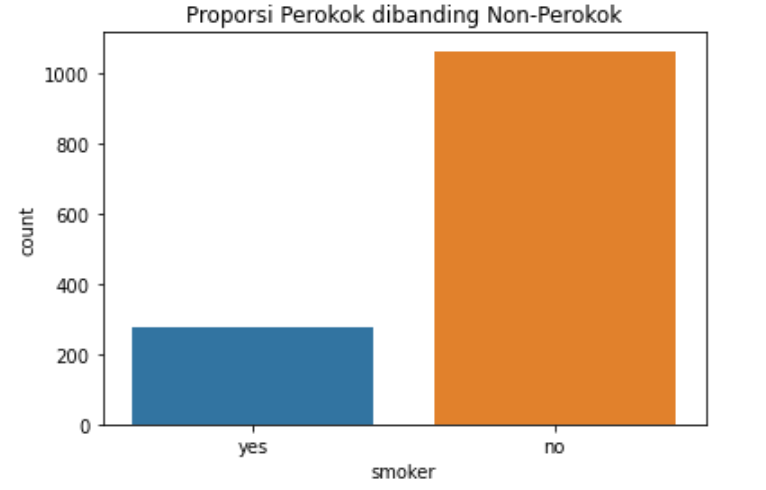 Proporsi Perokok dibanding Non-Perokok
1000
800
600
400
200
0
count
yes no
smoker